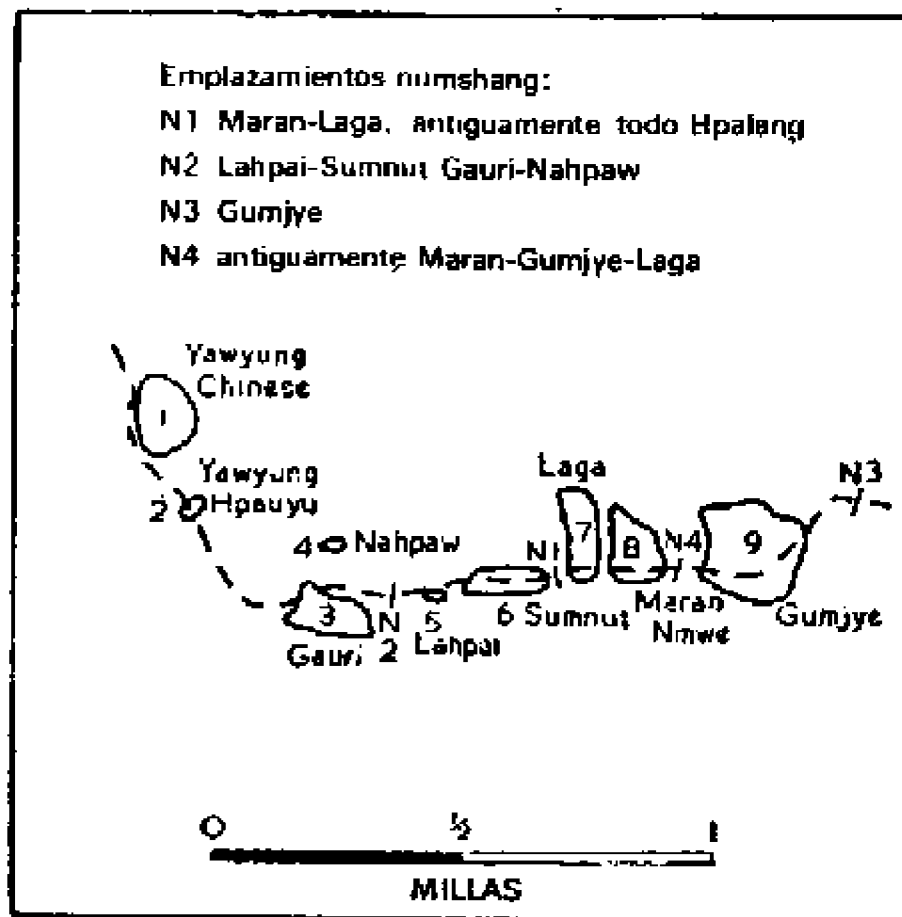 Emplazamientos numshang:
N1 Maran-Laga, antiguamente todo Hpalang
N2 Lahpai-Sumnut Gauri-Nahpaw
N3 Gumjye
N4 antiguamente Maran-Gumjye-Laga
Yawyung
Chinese
1
Yawyung
2 Hpauyu
Laga
N3
4 Nahpaw
N1
7
8
N4
9
3
N
2
5
6 Sumnut
Maran
Nmwe
Gumjye
Gauri
Lahpai
0 ½ 1
MILLAS